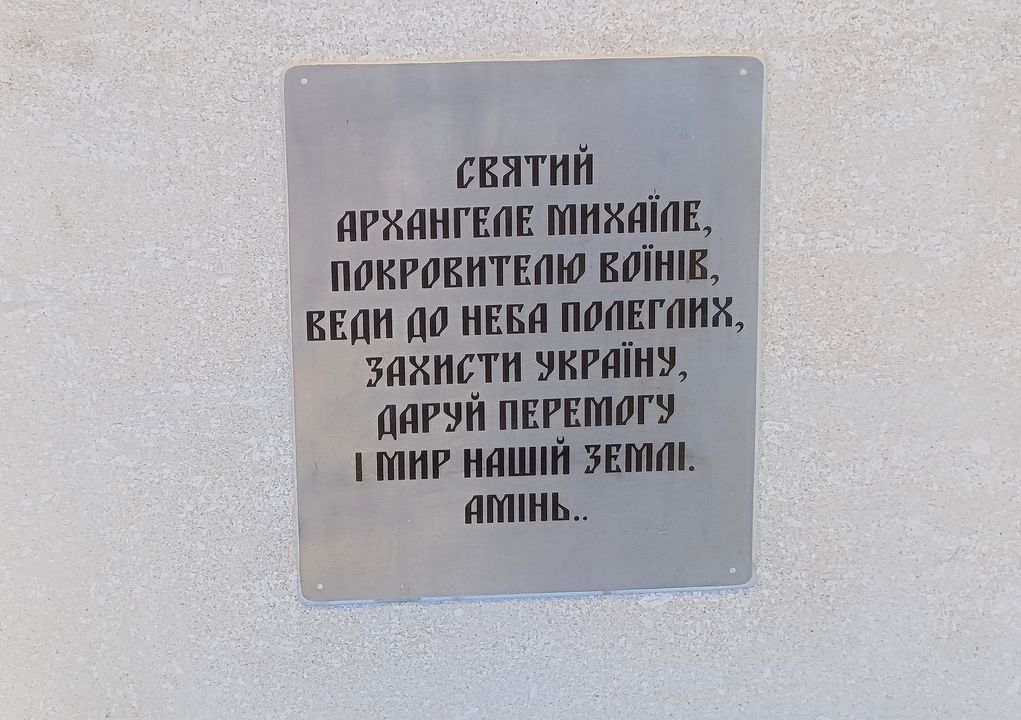 СВЯТИЙ
АРХАНГЕЛЕ МИХАЇЛЕ,
ПОКРОВИТЕЛЮ ВОЇНІВ,
ВЕДИ ДО НЕБА ПОЛЕГЛИХ,
ЗАХИСТИ УКРАЇНУ,
ДАРУЙ ПЕРЕМОГУ
І МИР НАШІЙ ЗЕМЛІ.
АМІНЬ..